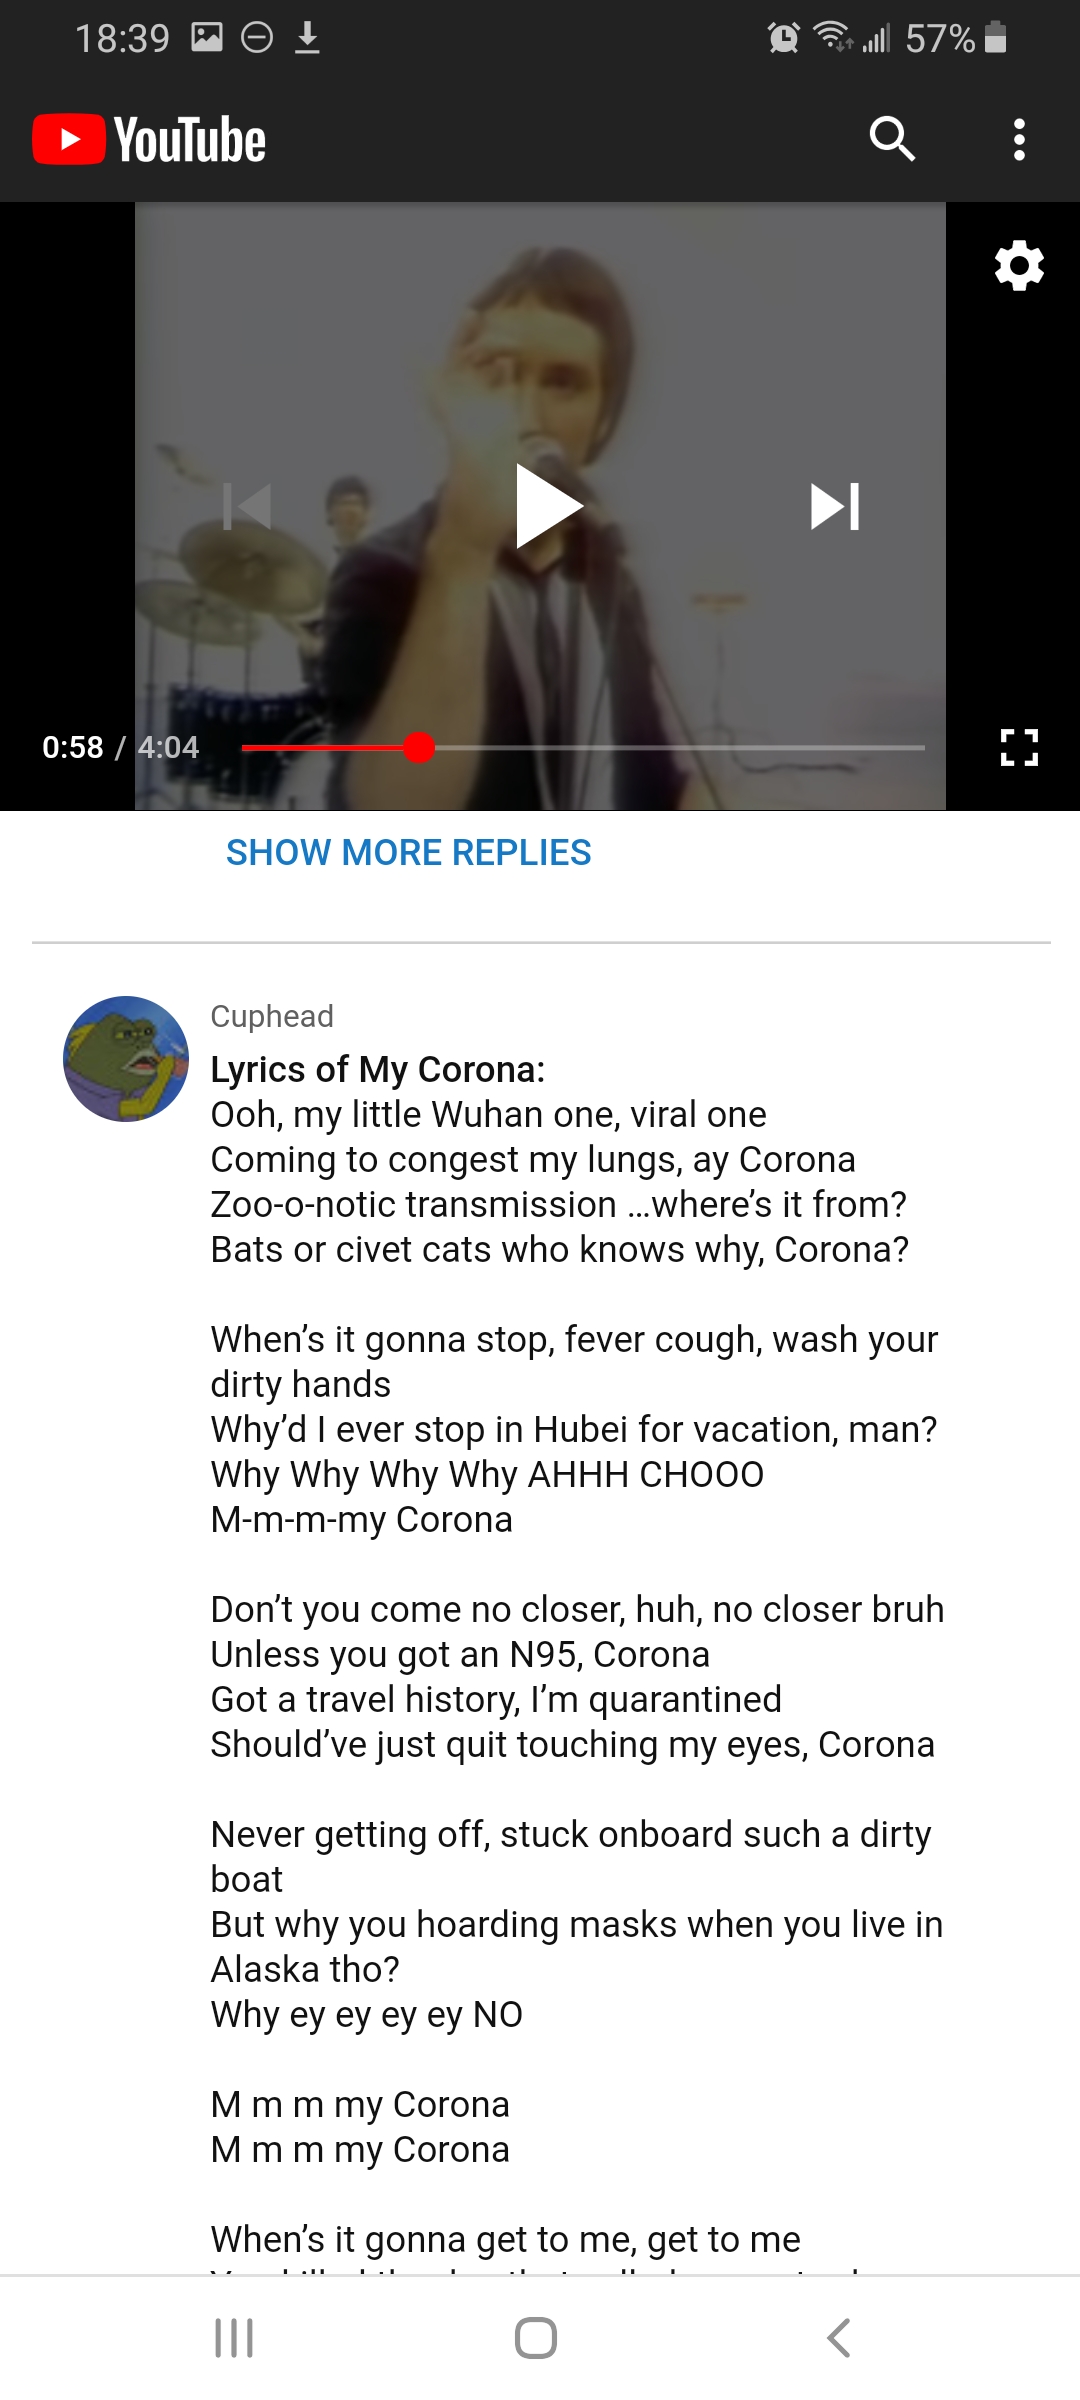 18:39
57%
YouTube
0:58 / 4:04
SHOW MORE REPLIES
Cuphead
Lyrics of My Corona:
Ooh, my little Wuhan one, viral one
Coming to congest my lungs, ay Corona
Zoo-o-notic transmission …where’s it from?
Bats or civet cats who knows why, Corona?
When’s it gonna stop, fever cough, wash your
dirty hands
Why’d I ever stop in Hubei for vacation, man?
Why Why Why Why AHHH CHOOO
M-m-m-my Corona
Don’t you come no closer, huh, no closer bruh
Unless you got an N95, Corona
Got a travel history, I’m quarantined
Should’ve just quit touching my eyes, Corona
Never getting off, stuck onboard such a dirty
boat
But why you hoarding masks when you live in
Alaska tho?
Why ey ey ey ey NO
M m m my Corona
M m m my Corona
When’s it gonna get to me, get to me